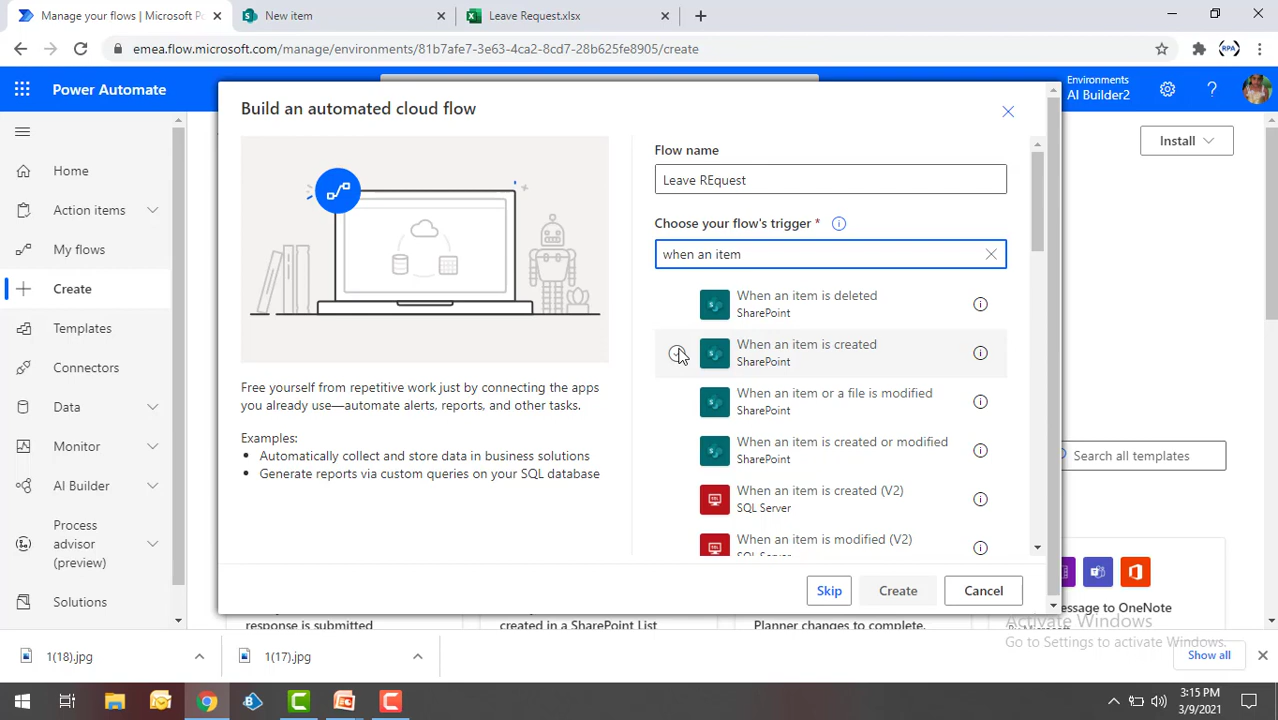 Manage your flows | Microsoft Po
New item
Leave Request.xlsx
emea.flow.microsoft.com/manage/environments/81b7afe7-3e63-4ca2-8cd7-28b625fe8905/create
RPA
Power Automate
Environments
AI Builder2
Home
Action items
My flows
Create
Templates
Connectors
Data
Monitor
AI Builder
Process
advisor
(preview)
Solutions
Install
Search all templates
Build an automated cloud flow
Free yourself from repetitive work just by connecting the apps
you already use—automate alerts, reports, and other tasks.
Examples:
• Automatically collect and store data in business solutions
• Generate reports via custom queries on your SQL database
Flow name
Leave REquest
Choose your flow's trigger *
when an item
When an item is deleted
SharePoint
When an item is created
SharePoint
When an item or a file is modified
SharePoint
When an item is created or modified
SharePoint
When an item is created (V2)
SQL Server
When an item is modified (V2)
SQL Server
Skip
Create
Cancel
response is submitted
created in a SharePoint List
Planner changes to complete.
essage to OneNote
Activate Windows
Go to Settings to activate Windows.
1(18).jpg
1(17).jpg
Show all
3:15 PM
3/9/2021